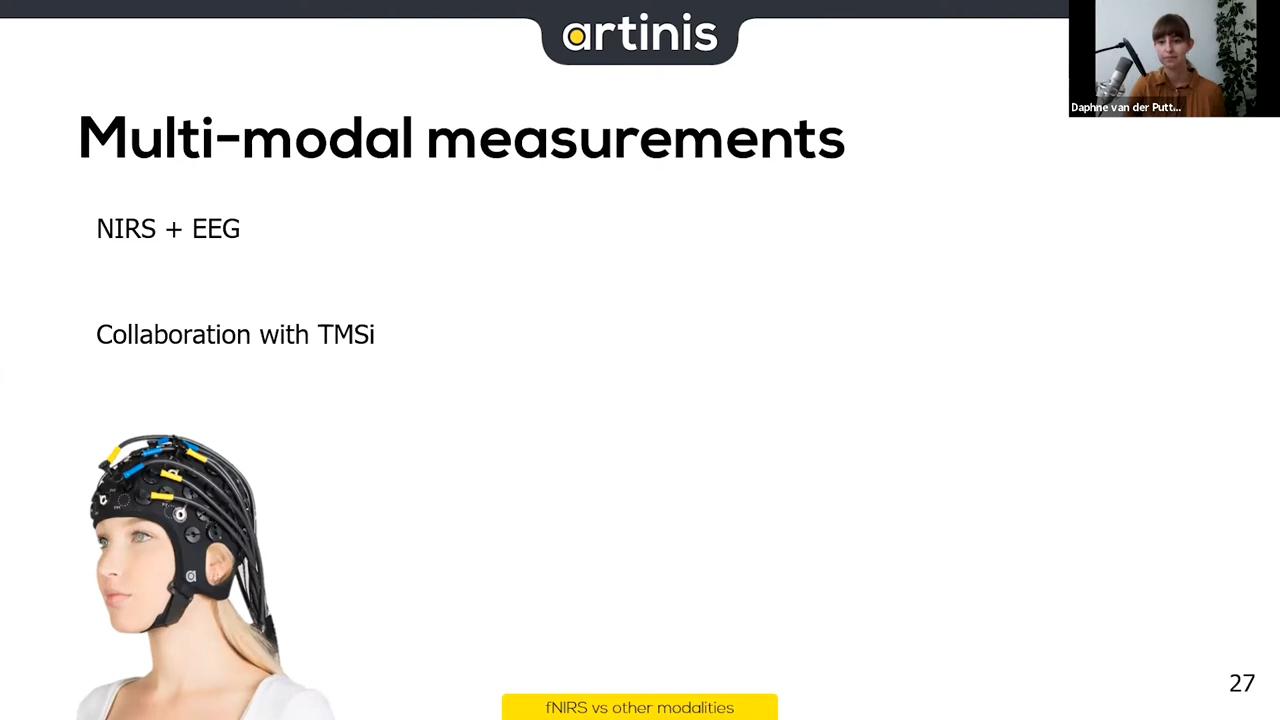 artinis
Daphne van der Putt...
Multi-modal measurements
NIRS + EEG
Collaboration with TMSi
27
fNIRS vs other modalities